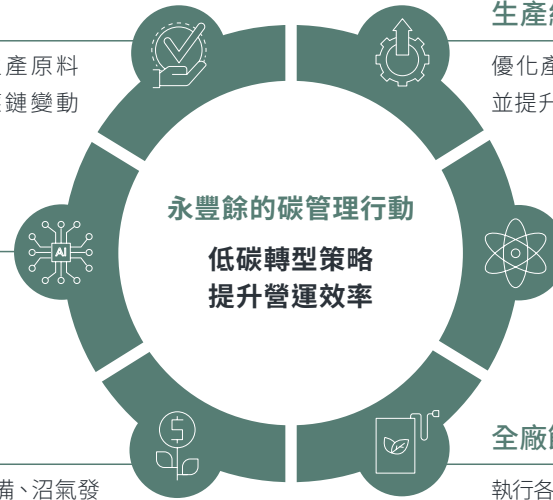 生產
產原料
鏈變動
優化產
並提升
永豐餘的碳管理行動
AI
低碳轉型策略
提升營運效率
$
全廠
備、沼氣發
執行各